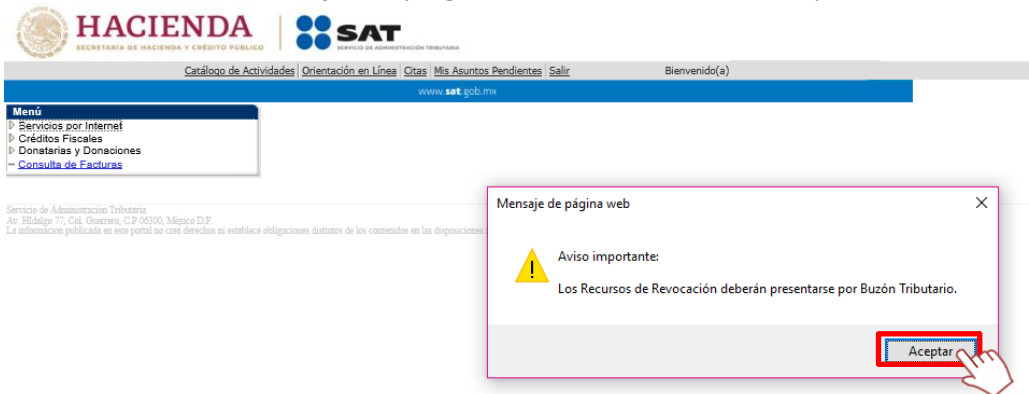 HACIENDA
SECRETARÍA DE HACIENDA Y CRÉDITO PÚBLICO
SAT
SERVICIO DE ADMINISTRACIÓN TRIBUTARIA
Catálogo de Actividades Orientación en Línea Citas Mis Asuntos Pendientes Salir Bienvenido(a)
www.sat.gob.mx
Menú
Servicios por Internet
Créditos Fiscales
Donatarias y Donaciones
Consulta de Facturas
Servicio de Administración Tributaria
Av. HIdalgo 77, Col. Guerrero, C.P 06300, México D.F.
La información publicada en este portal no crea derechos ni establece obligaciones distintos de los contenidos en las disposiciones
Mensaje de página web
Aviso importante:
Los Recursos de Revocación deberán presentarse por Buzón Tributario.
Aceptar